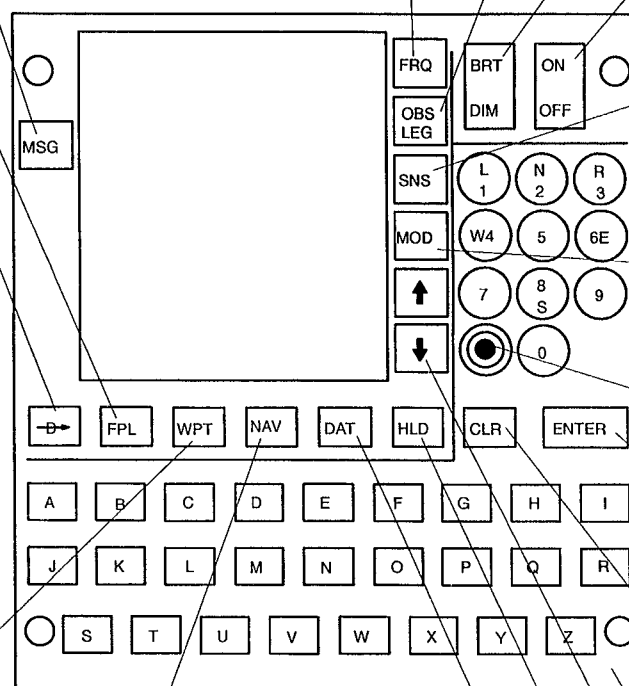 FRQ
BRT
DIM
ON
OFF
OBS
LEG
MSG
SNS
L
1
N
2
R
3
MOD
W4
5
6E
7
8
S
9
0
D
FPL
WPT
NAV
DAT
HLD
CLR
ENTER
A
B
C
D
E
F
G
H
I
J
K
L
M
N
O
P
Q
R
S
T
U
V
W
X
Y
Z